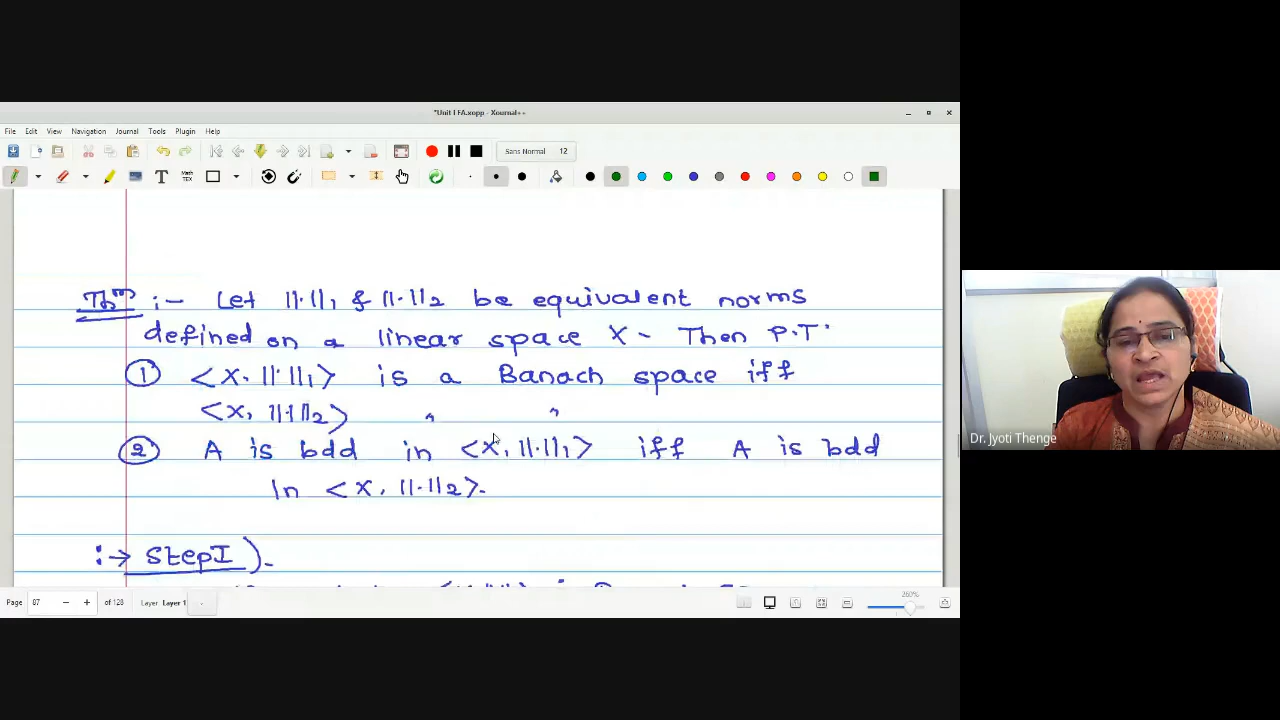 *Unit I FA.xopp - Xournal++
File Edit View Navigation Journal Tools Plugin Help
Sans Normal 12
Thm :- Let ||·||1 & ||·||2 be equivalent norms
defined on a linear space X - Then P.T.
① <X, ||·||1> is a Banach space iff
<X, ||·||2> " "
② A is bdd in <X, ||·||1> iff A is bdd
in <X, ||·||2>.
:→ Step I).
Page 87 of 128 Layer Layer 1 260%
Dr. Jyoti Thenge